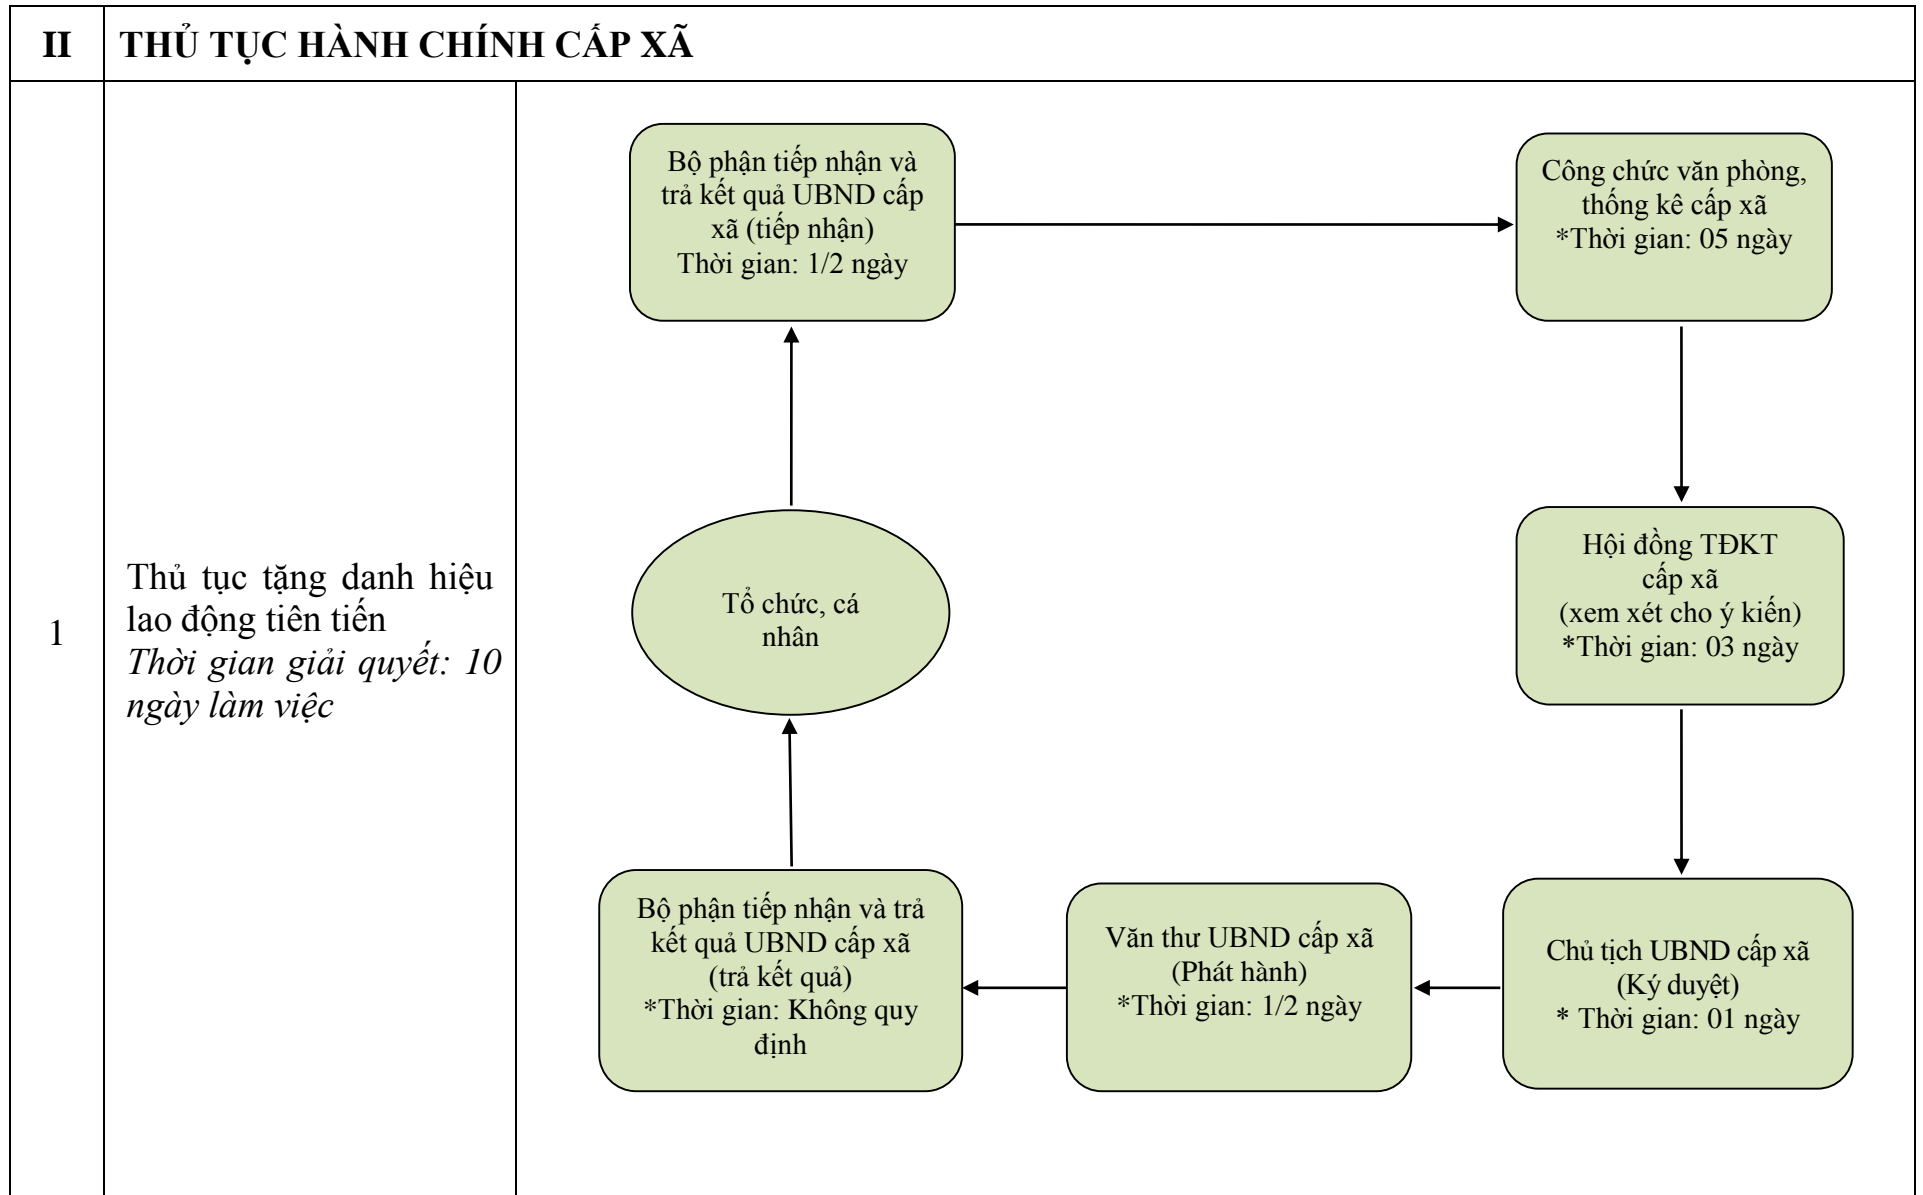 II
THỦ TỤC HÀNH CHÍNH CẤP XÃ
1
Thủ tục tặng danh hiệu
lao động tiên tiến
Thời gian giải quyết: 10
ngày làm việc
Bộ phận tiếp nhận và
trả kết quả UBND cấp
xã (tiếp nhận)
Thời gian: 1/2 ngày
Công chức văn phòng,
thống kê cấp xã
*Thời gian: 05 ngày
Hội đồng TĐKT
cấp xã
(xem xét cho ý kiến)
*Thời gian: 03 ngày
Tổ chức, cá
nhân
Bộ phận tiếp nhận và trả
kết quả UBND cấp xã
(trả kết quả)
*Thời gian: Không quy
định
Văn thư UBND cấp xã
(Phát hành)
*Thời gian: 1/2 ngày
Chủ tịch UBND cấp xã
(Ký duyệt)
* Thời gian: 01 ngày